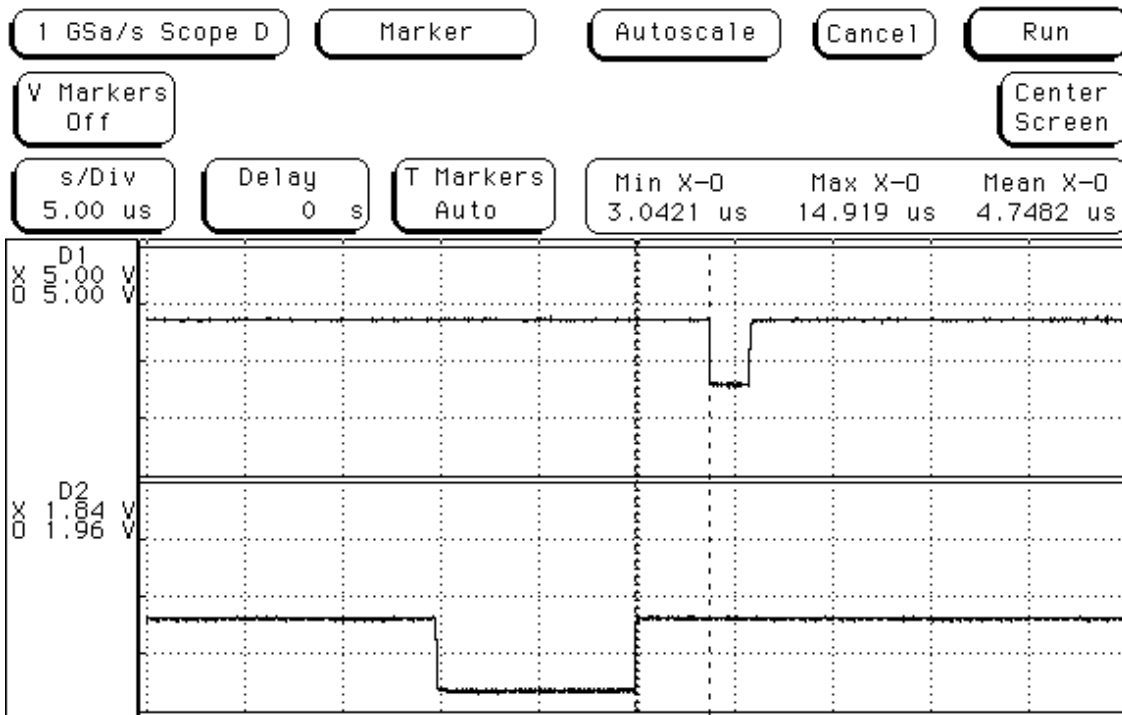 1 GSa/s Scope D Marker Autoscale Cancel Run
V Markers Off Center Screen
s/Div 5.00 us Delay 0 s T Markers Auto Min X-O 3.0421 us Max X-O 14.919 us Mean X-O 4.7482 us
D1
X 5.00 V
O 5.00 V
D2
X 1.84 V
O 1.96 V